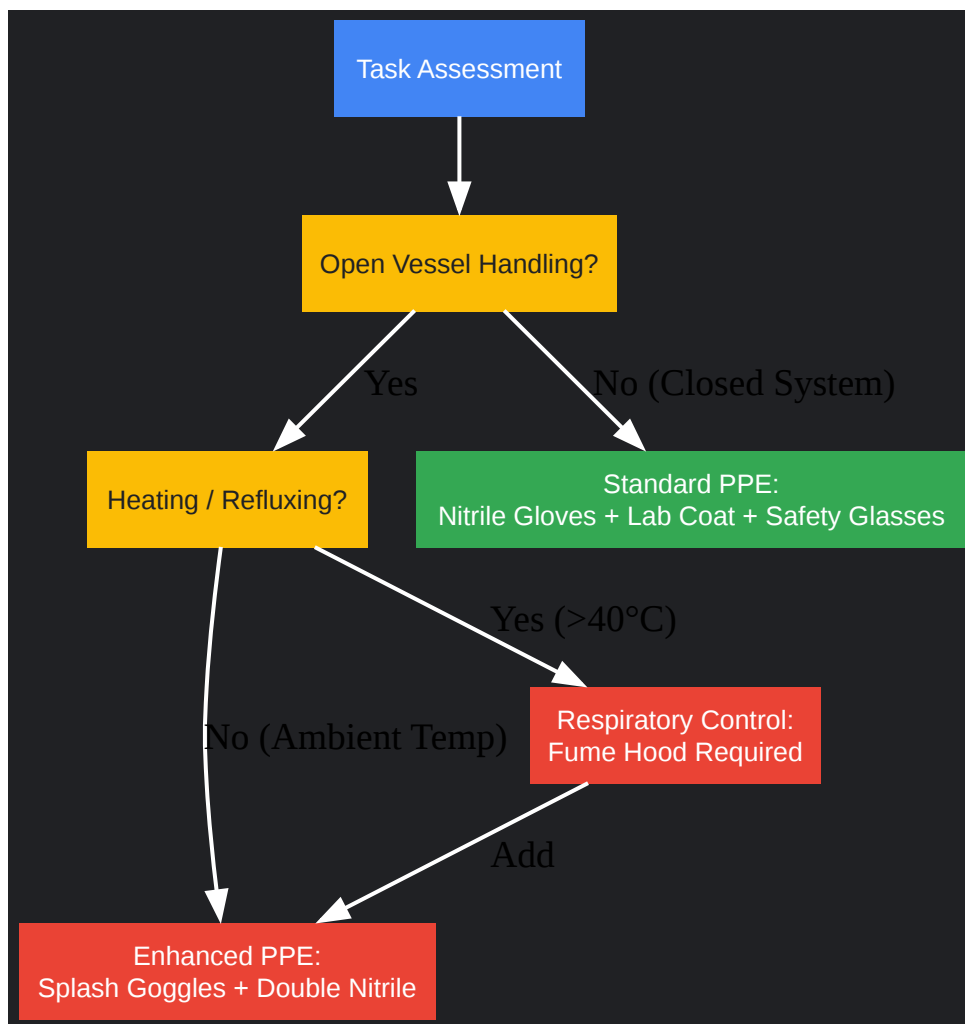 Task Assessment
Open Vessel Handling?
Yes
No (Closed System)
Heating / Refluxing?
Standard PPE:
Nitrile Gloves + Lab Coat + Safety Glasses
Yes (>40°C)
No (Ambient Temp)
Respiratory Control:
Fume Hood Required
Add
Enhanced PPE:
Splash Goggles + Double Nitrile